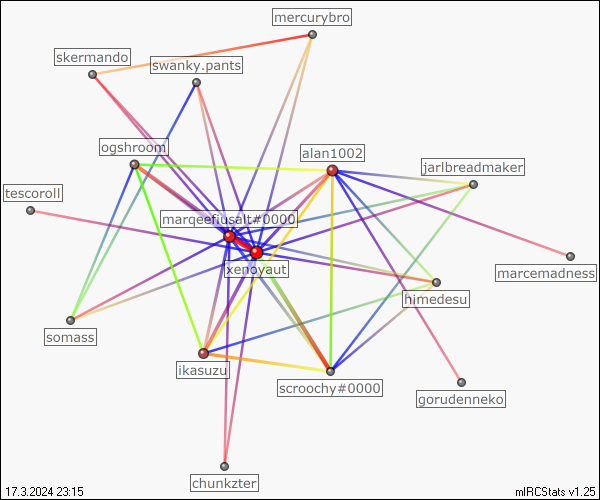 mercurybro
skermando
swanky.pants
ogshroom
alan1002
jarlbreadmaker
tescoroll
marqeefiusalt#0000
xenoyaut
marcemadness
himedesu
somass
ikasuzu
scroochy#0000
gorudenneko
chunkzter
17.3.2024 23:15
mIRCStats v1.25